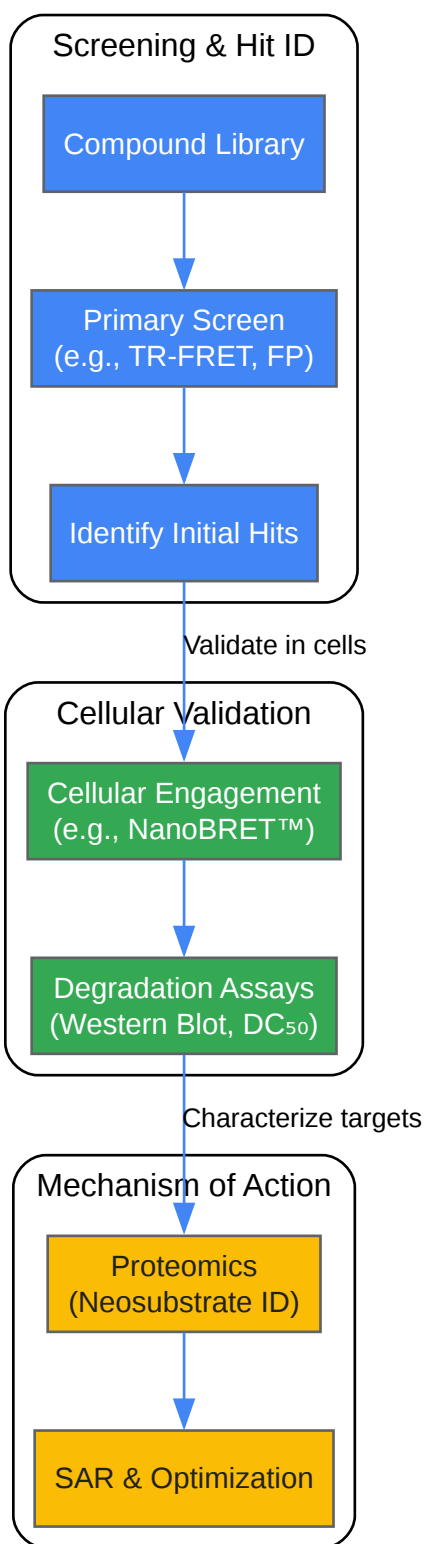 Screening & Hit ID
Compound Library
Primary Screen
(e.g., TR-FRET, FP)
Identify Initial Hits
Validate in cells
Cellular Validation
Cellular Engagement
(e.g., NanoBRET™)
Degradation Assays
(Western Blot, DC₅₀)
Characterize targets
Mechanism of Action
Proteomics
(Neosubstrate ID)
SAR & Optimization